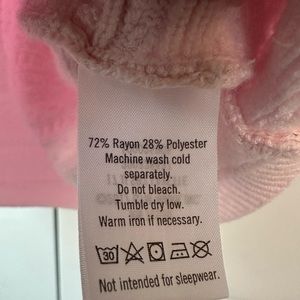 72% Rayon 28% Polyester
Machine wash cold
separately.
Do not bleach.
Tumble dry low.
Warm iron if necessary.
30
Not intended for sleepwear.